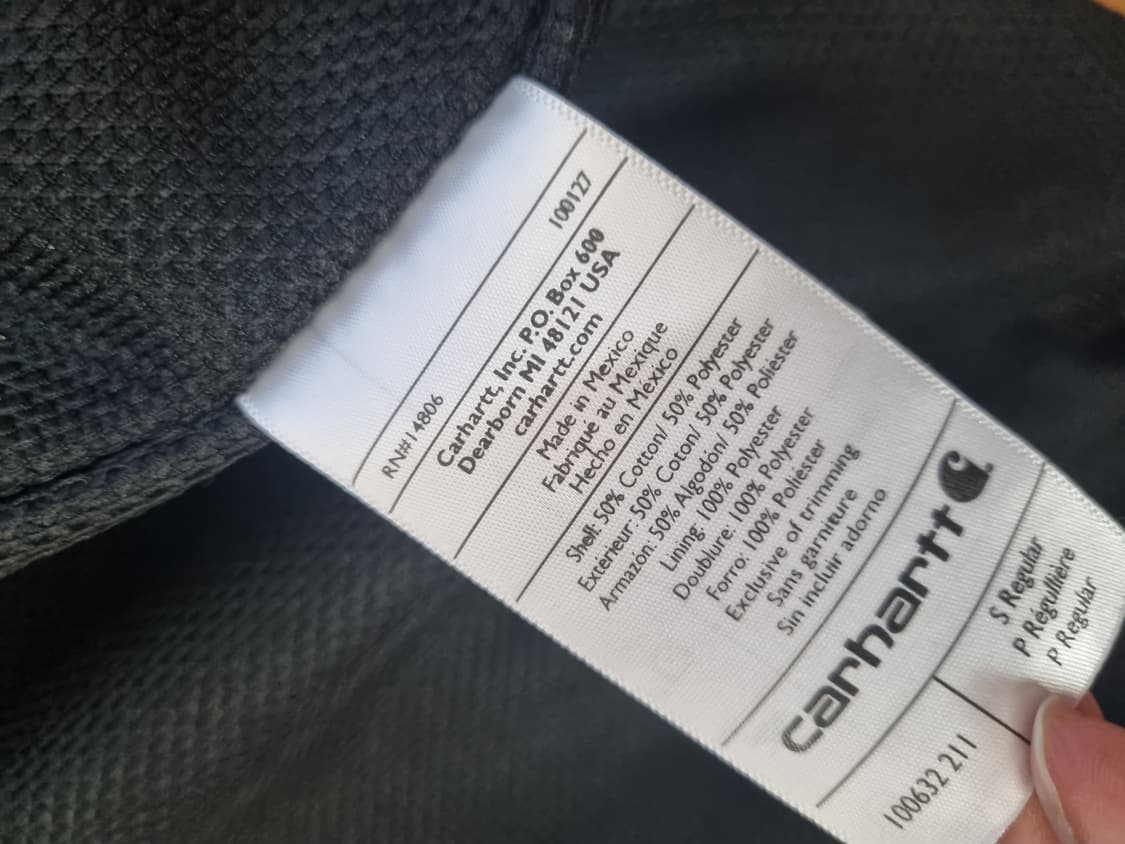 RN#14806 100127
Carhartt, Inc. P.O. Box 600
Dearborn MI 48121 USA
carhartt.com
Made in Mexico
Fabriqué au Mexique
Hecho en México
Shell: 50% Cotton/ 50% Polyester
Extérieur: 50% Coton/ 50% Polyester
Armazón: 50% Algodón/ 50% Poliester
Lining: 100% Polyester
Doublure: 100% Polyester
Forro: 100% Poliester
Exclusive of trimming
Sans garniture
Sin incluir adorno
carhartt
100632 211
S Regular
P Régulliere
P Regular